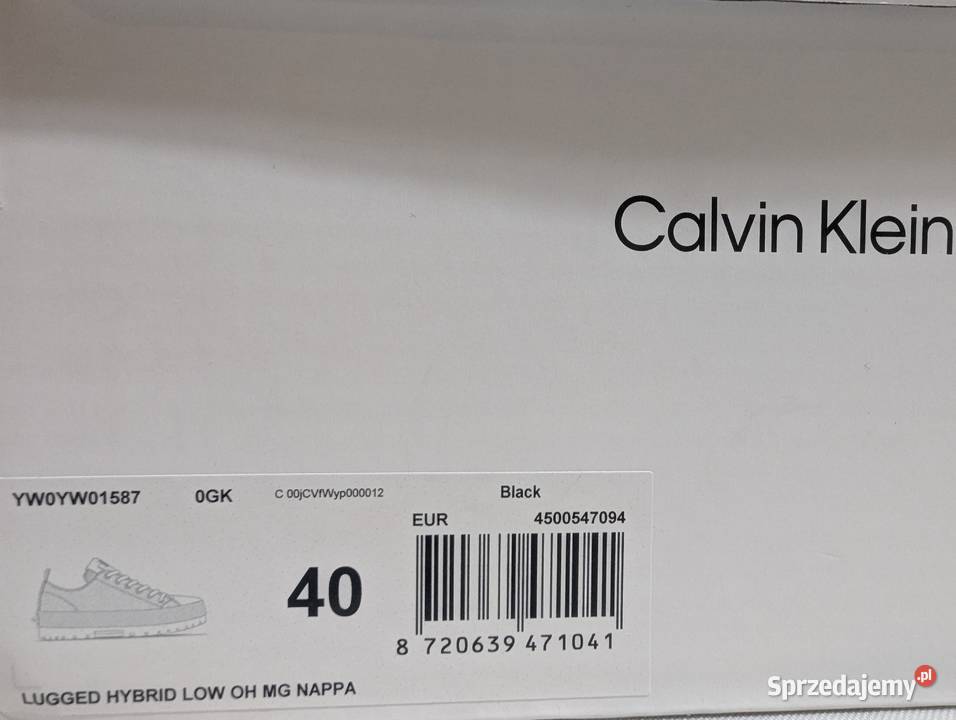 Calvin Klein
YW0YW01587 0GK C 00jCVfWyp000012 Black
EUR 4500547094
40
8 720639 471041
LUGGED HYBRID LOW OH MG NAPPA
Sprzedajemy.pl